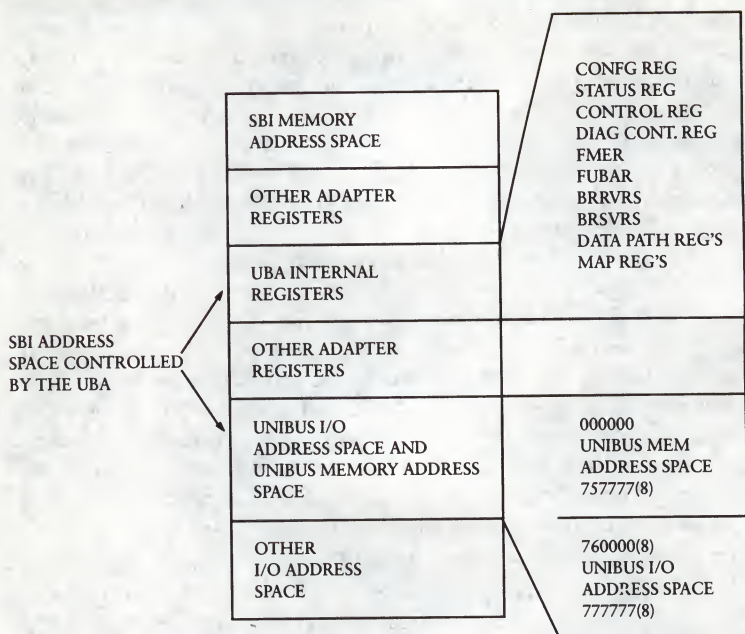 CONFG REG
STATUS REG
CONTROL REG
DIAG CONT. REG
FMER
FUBAR
BRRVRS
BRSVRS
DATA PATH REG'S
MAP REG'S
SBI MEMORY
ADDRESS SPACE
OTHER ADAPTER
REGISTERS
UBA INTERNAL
REGISTERS
OTHER ADAPTER
REGISTERS
UNIBUS I/O
ADDRESS SPACE AND
UNIBUS MEMORY ADDRESS
SPACE
OTHER
I/O ADDRESS
SPACE
SBI ADDRESS
SPACE CONTROLLED
BY THE UBA
000000
UNIBUS MEM
ADDRESS SPACE
757777(8)
760000(8)
UNIBUS I/O
ADDRESS SPACE
777777(8)